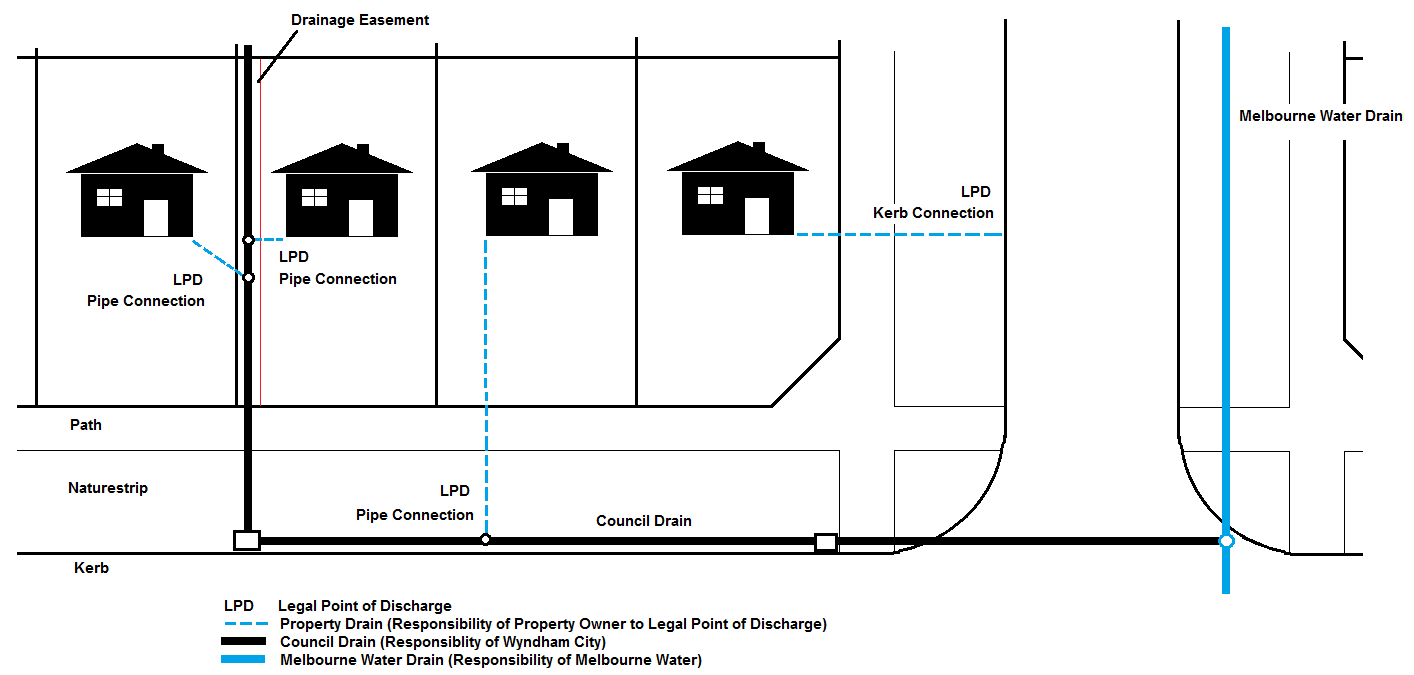 Drainage Easement
Melbourne Water Drain
LPD
Kerb Connection
LPD
Pipe Connection
LPD
Pipe Connection
Path
Naturestrip
LPD
Pipe Connection
Council Drain
Kerb
LPD Legal Point of Discharge
Property Drain (Responsibility of Property Owner to Legal Point of Discharge)
Council Drain (Responsiblity of Wyndham City)
Melbourne Water Drain (Responsibility of Melbourne Water)